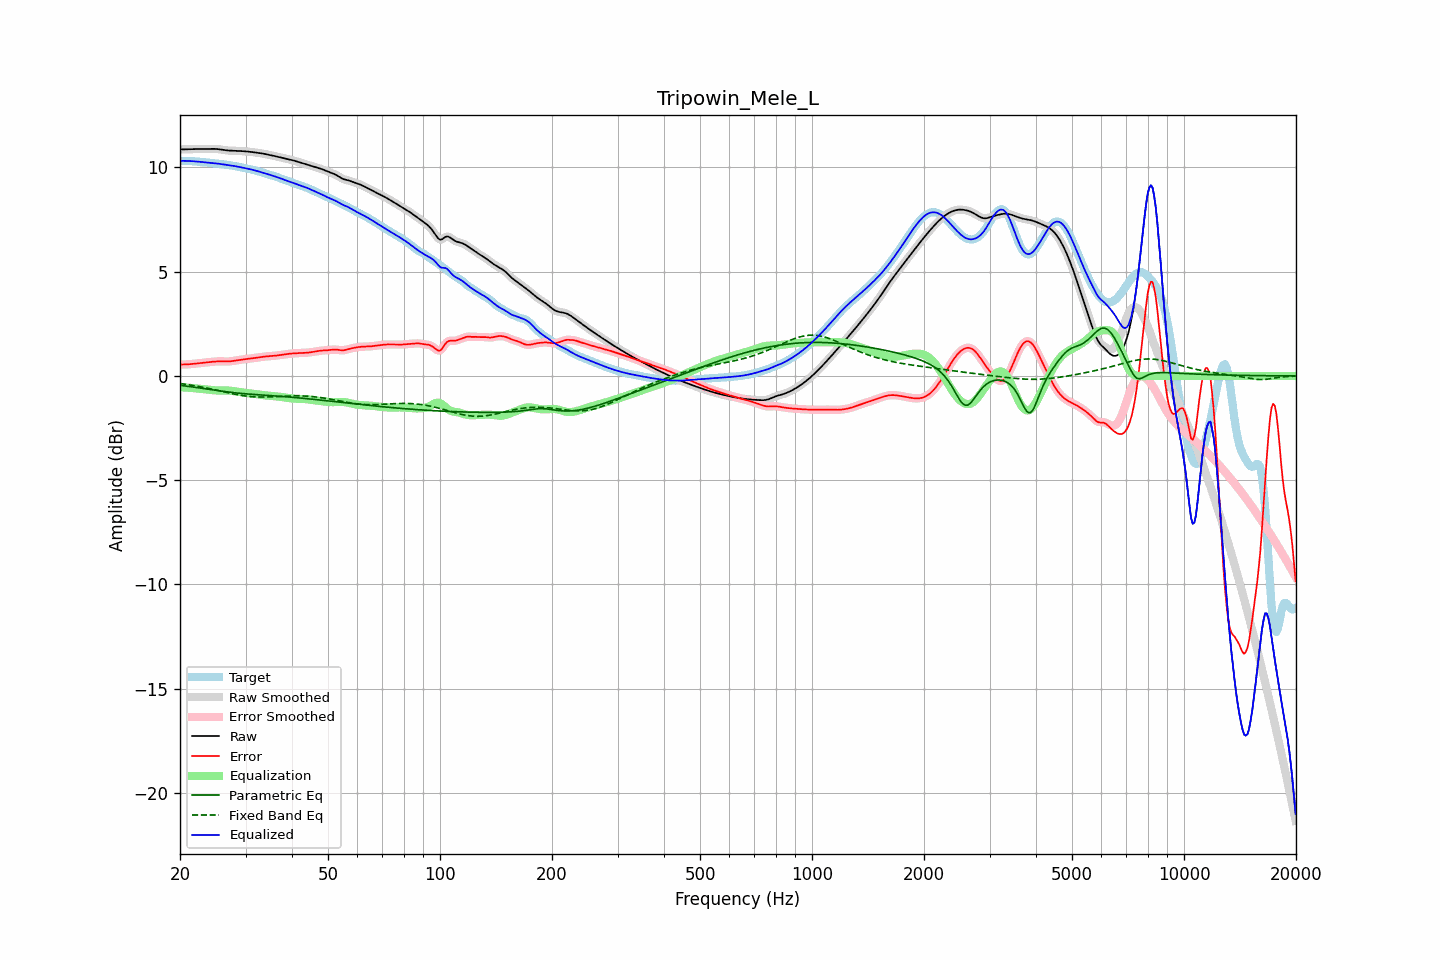 Tripowin_Mele_L
Amplitude (dBr)
10
5
0
−5
−10
−15
−20
Target
Raw Smoothed
Error Smoothed
Raw
Error
Equalization
Parametric Eq
Fixed Band Eq
Equalized
20 50 100 200 500 1000 2000 5000 10000 20000
Frequency (Hz)